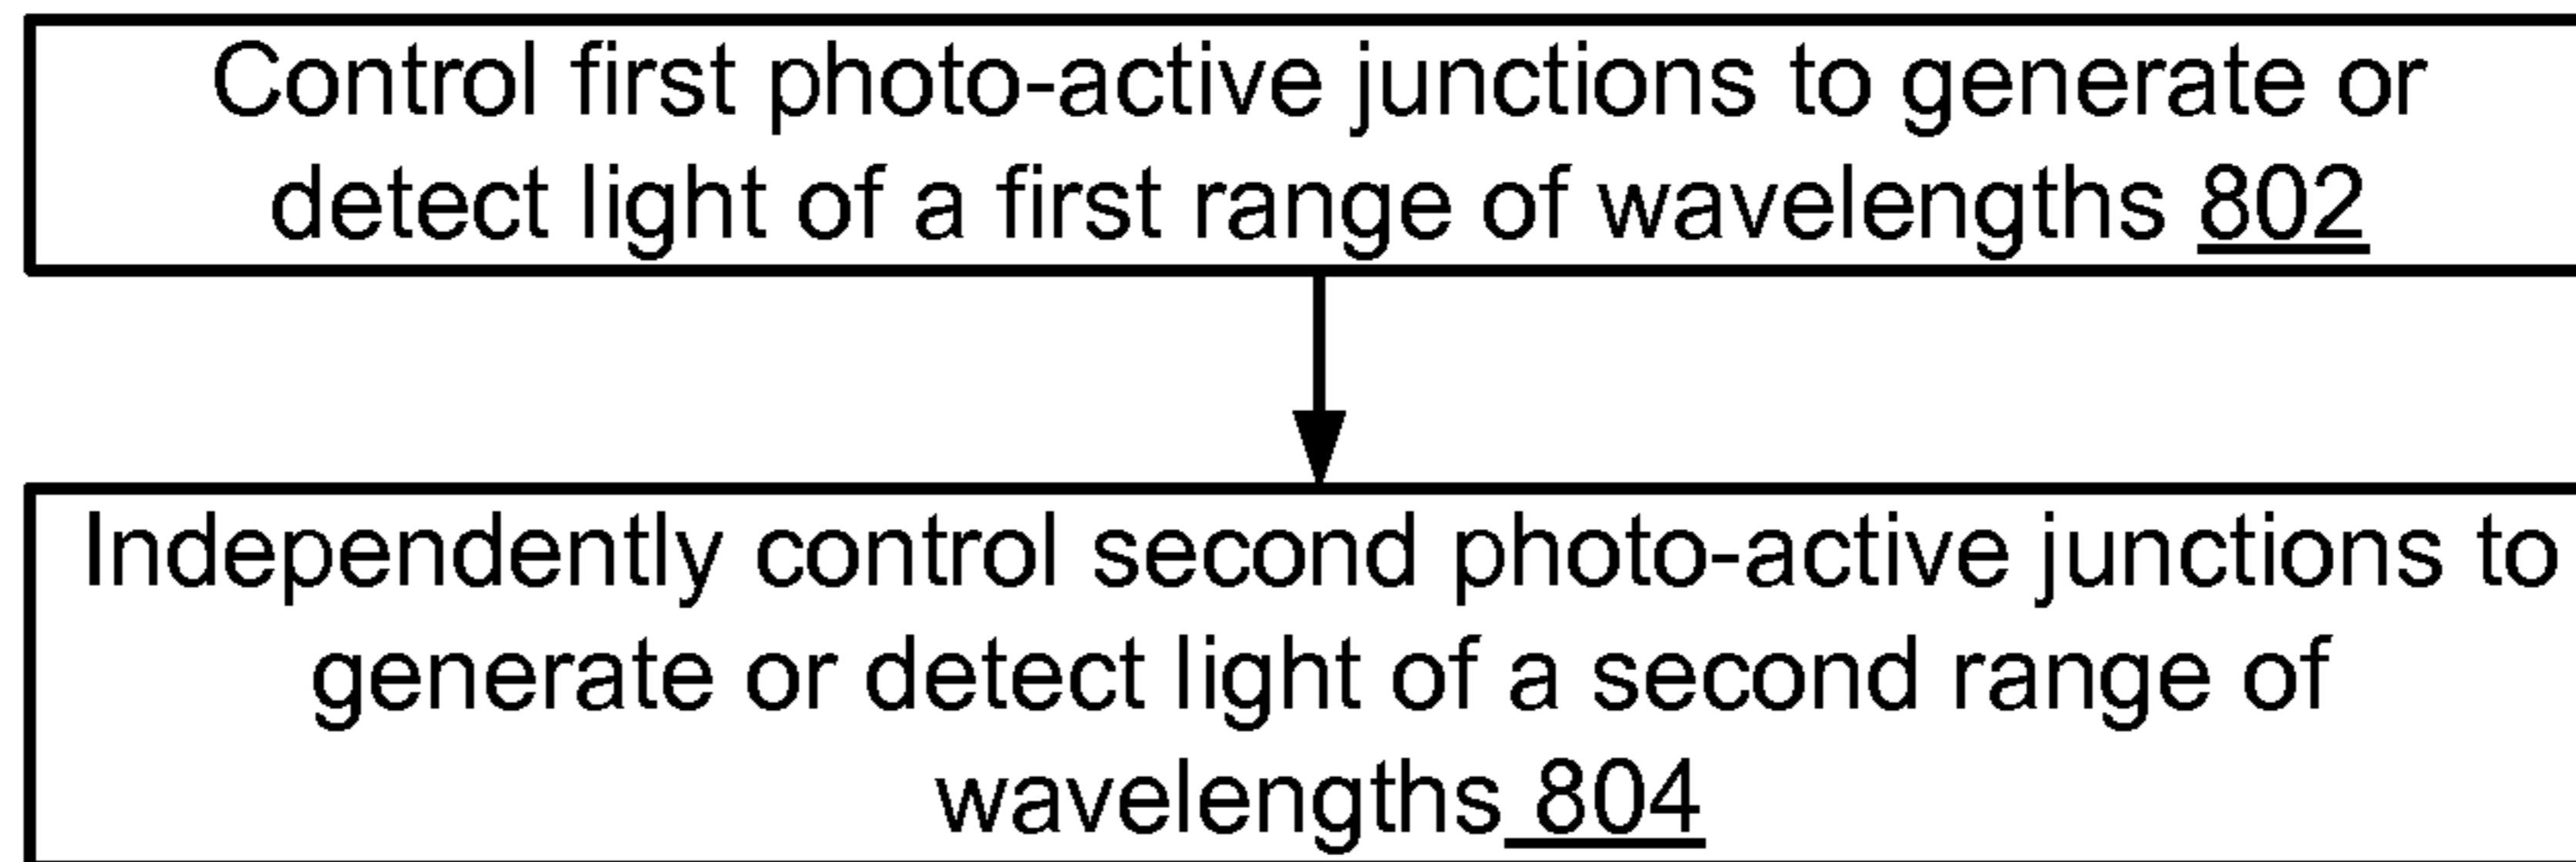 Control first photo-active junctions to generate or
detect light of a first range of wavelengths 802
Independently control second photo-active junctions to
generate or detect light of a second range of
wavelengths 804